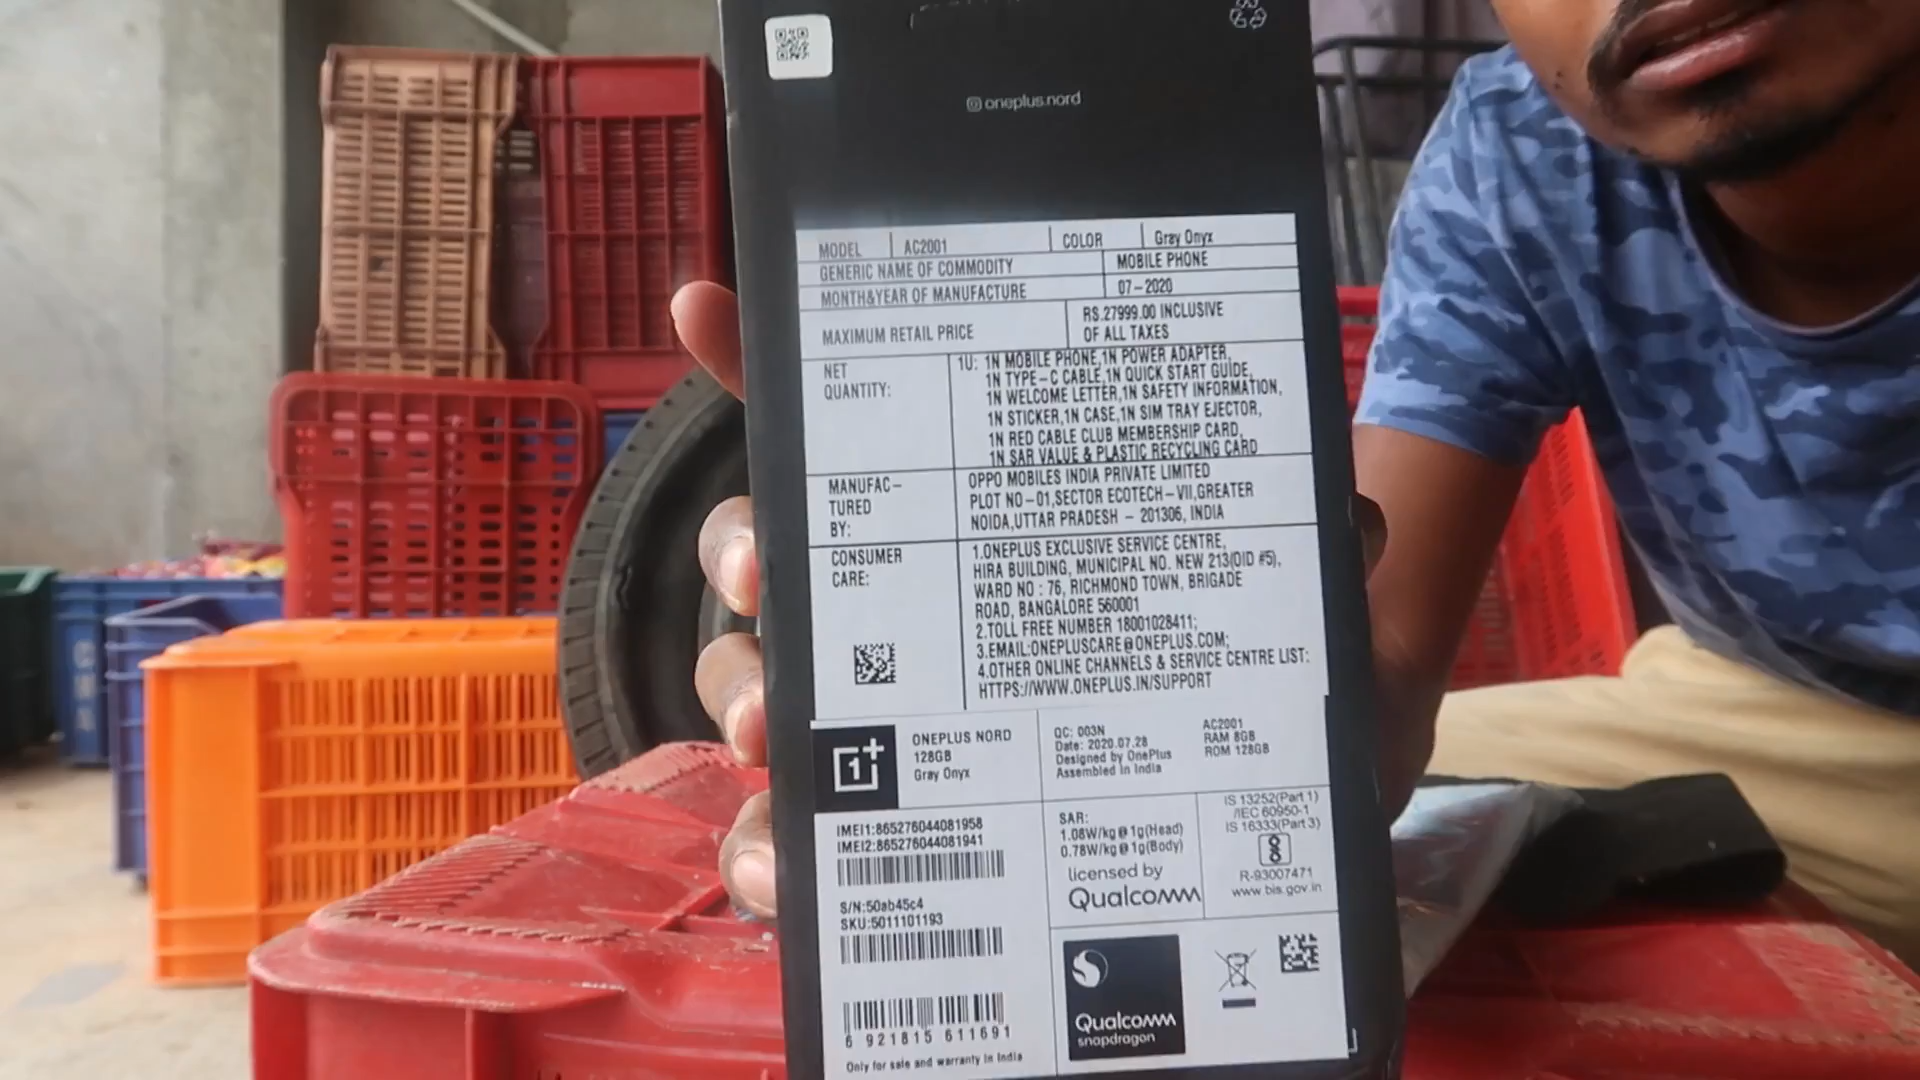 oneplus.nord
MODEL AC2001 COLOR Gray Onyx
GENERIC NAME OF COMMODITY MOBILE PHONE
MONTH&YEAR OF MANUFACTURE 07-2020
MAXIMUM RETAIL PRICE RS.27999.00 INCLUSIVE
OF ALL TAXES
NET
QUANTITY:
1U: 1N MOBILE PHONE,1N POWER ADAPTER,
1N TYPE-C CABLE,1N QUICK START GUIDE,
1N WELCOME LETTER,1N SAFETY INFORMATION,
1N STICKER,1N CASE,1N SIM TRAY EJECTOR,
1N RED CABLE CLUB MEMBERSHIP CARD,
1N SAR VALUE & PLASTIC RECYCLING CARD
MANUFAC-
TURED
BY:
OPPO MOBILES INDIA PRIVATE LIMITED
PLOT NO-01,SECTOR ECOTECH-VII,GREATER
NOIDA,UTTAR PRADESH - 201306, INDIA
CONSUMER
CARE:
1.ONEPLUS EXCLUSIVE SERVICE CENTRE,
HIRA BUILDING, MUNICIPAL NO. NEW 213(OID #5),
WARD NO : 76, RICHMOND TOWN, BRIGADE
ROAD, BANGALORE 560001
2.TOLL FREE NUMBER 18001028411;
3.EMAIL:ONEPLUSCARE@ONEPLUS.COM;
4.OTHER ONLINE CHANNELS & SERVICE CENTRE LIST:
HTTPS://WWW.ONEPLUS.IN/SUPPORT
1+
ONEPLUS NORD
128GB
Gray Onyx
QC: 003N
Date: 2020.07.28
Designed by OnePlus
Assembled in India
AC2001
RAM 8GB
ROM 128GB
IMEI1:865276044081958
IMEI2:865276044081941
S/N:50ab45c4
SKU:5011101193
6 921815 611691
Only for sale and warranty in India
SAR:
1.08W/kg@1g(Head)
0.78W/kg@1g(Body)
licensed by
Qualcomm
IS 13252(Part 1)
/IEC 60950-1
IS 16333(Part 3)
R-93007471
www.bis.gov.in
Qualcomm
snapdragon